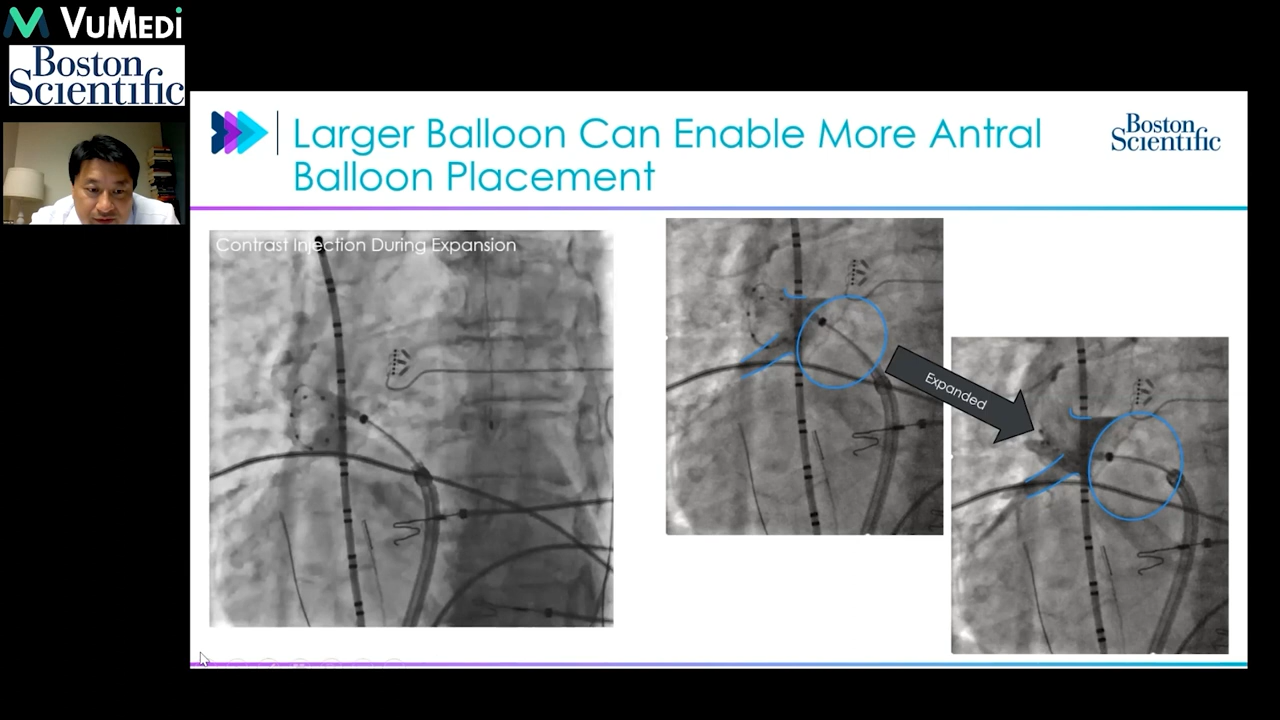 VUMEDI
Boston
Scientific
Larger Balloon Can Enable More Antral
Balloon Placement
Boston
Scientific
Contrast Injection During Expansion
Expanded